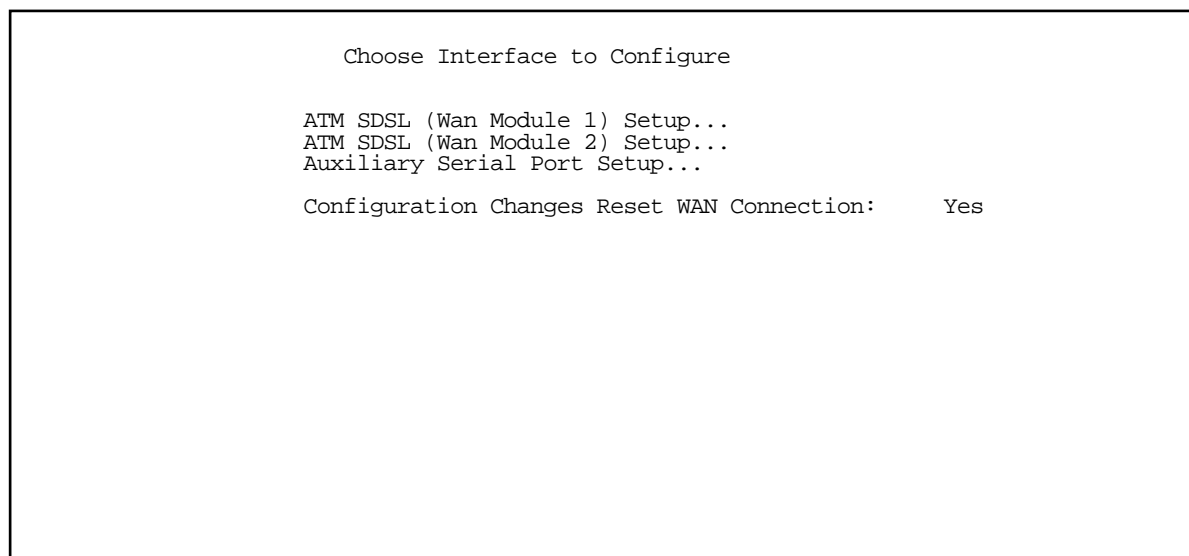 Choose Interface to Configure
ATM SDSL (Wan Module 1) Setup...
ATM SDSL (Wan Module 2) Setup...
Auxiliary Serial Port Setup...
Configuration Changes Reset WAN Connection: Yes